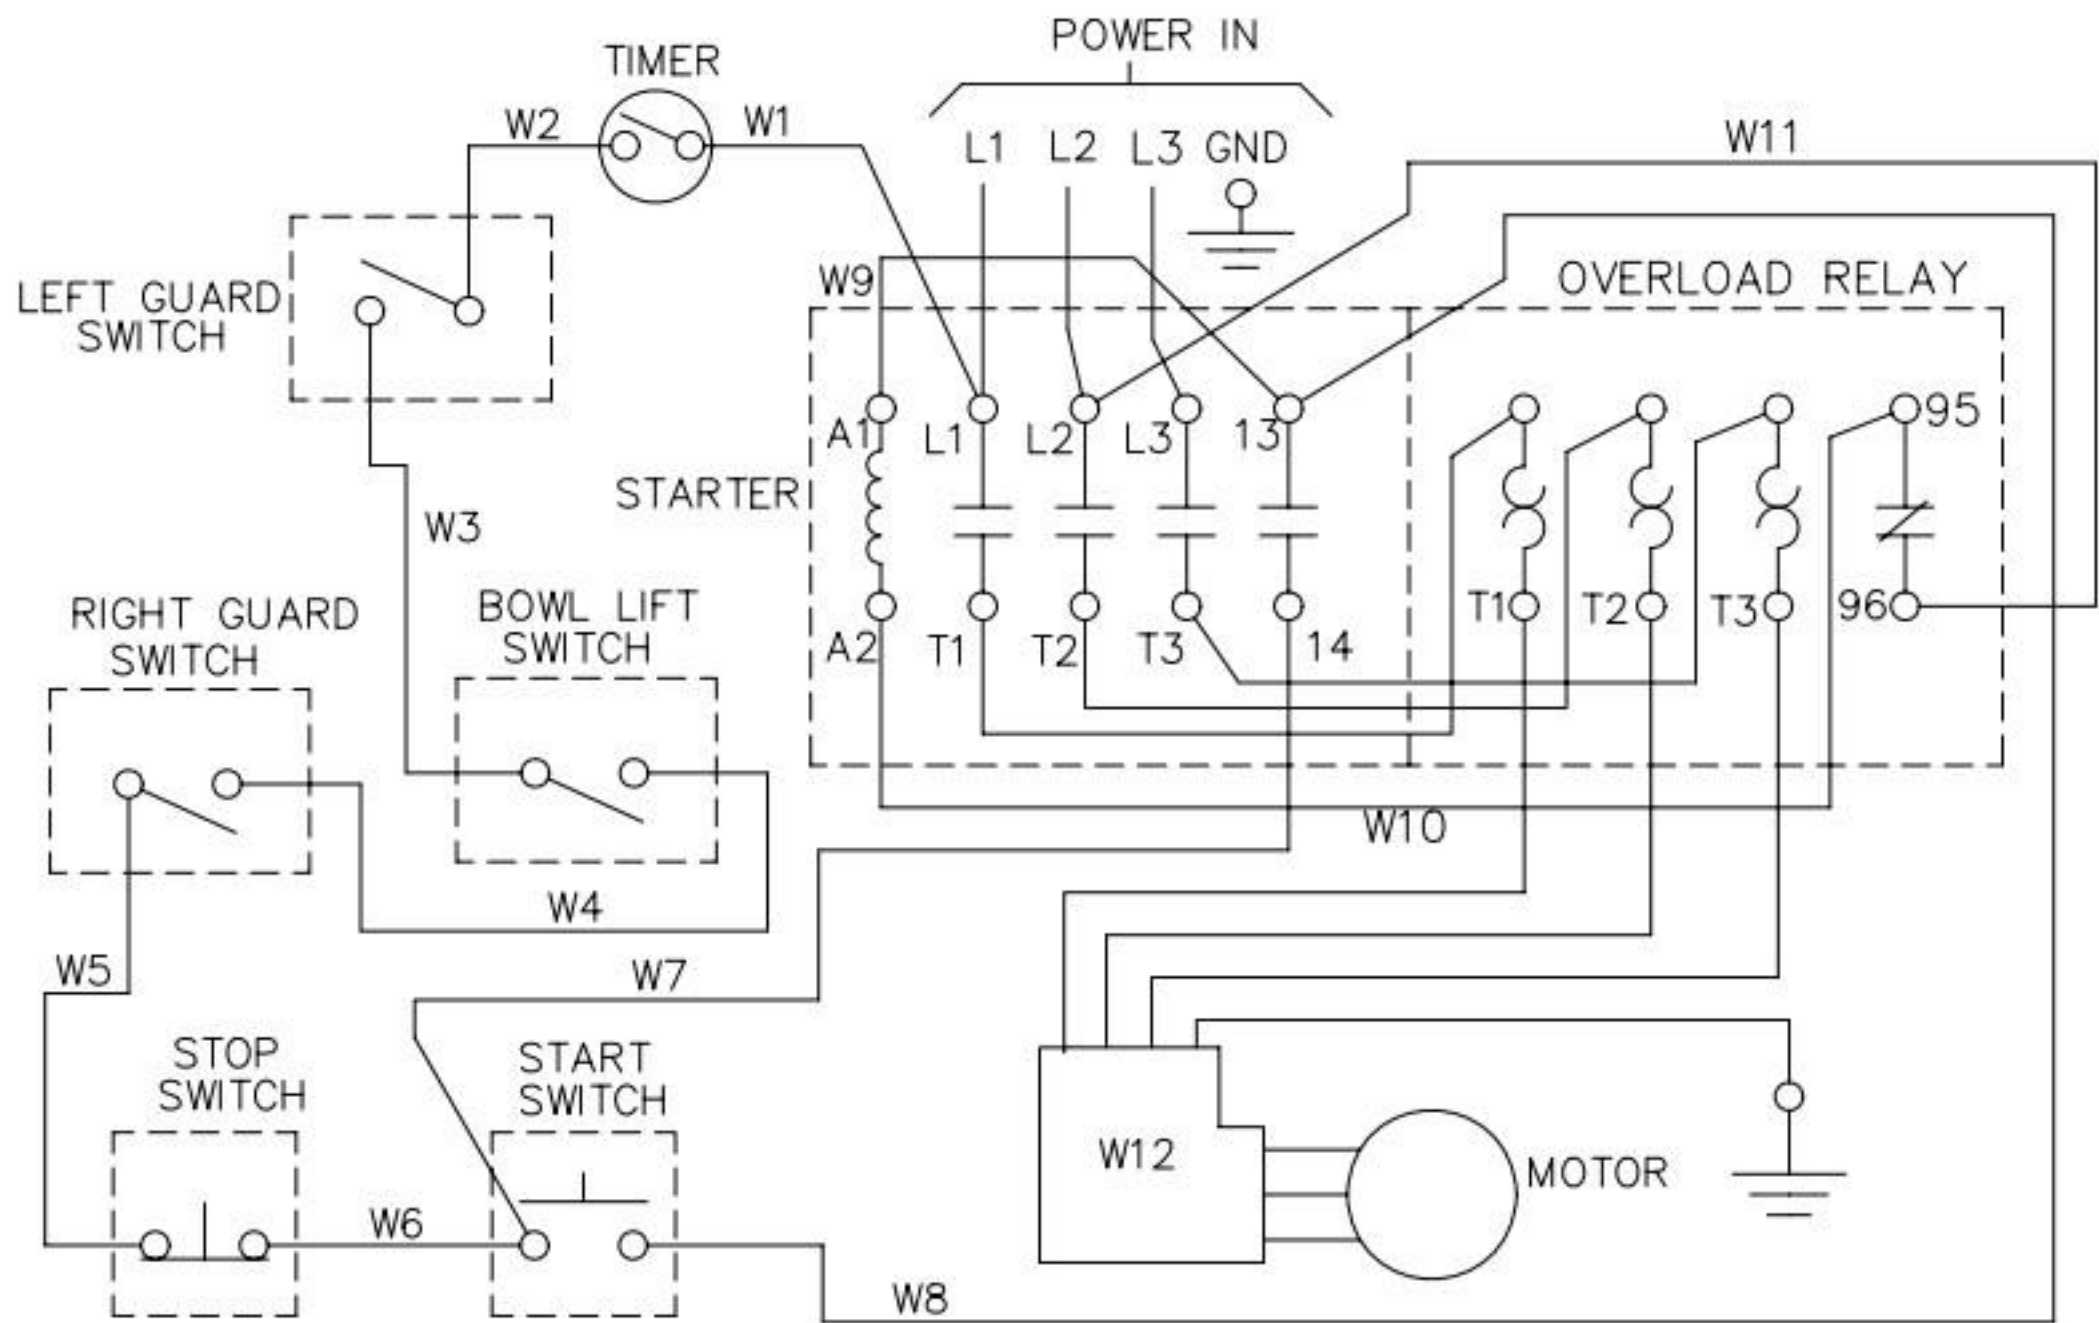 POWER IN
TIMER
W2
W1
L1 L2 L3 GND
W11
W9
OVERLOAD RELAY
LEFT GUARD
SWITCH
A1
L1
L2
L3
13
95
STARTER
W3
RIGHT GUARD
SWITCH
BOWL LIFT
SWITCH
A2
T1
T2
T3
14
T1
T2
T3
96
W10
W4
W5
W7
STOP
SWITCH
START
SWITCH
W6
W12
MOTOR
W8